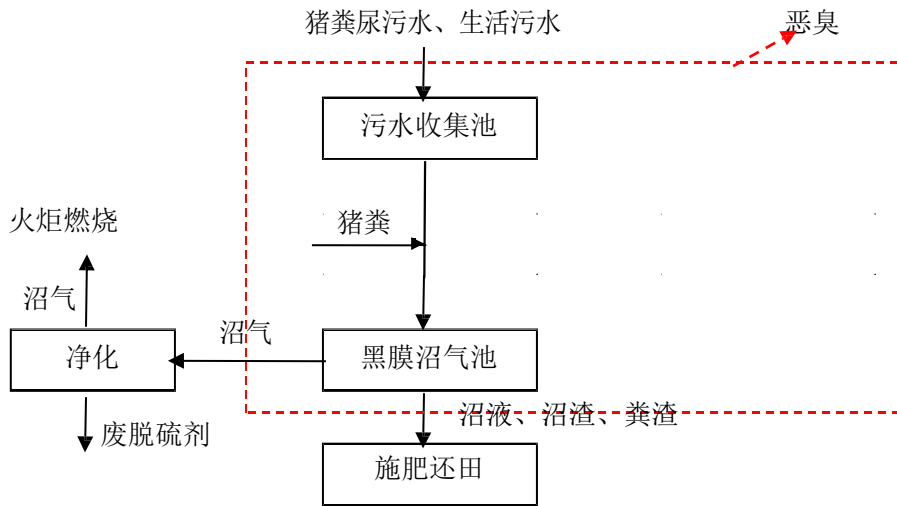 猪粪尿污水、生活污水
恶臭
污水收集池
猪粪
火炬燃烧
沼气
沼气
净化
黑膜沼气池
沼液、沼渣、粪渣
废脱硫剂
施肥还田